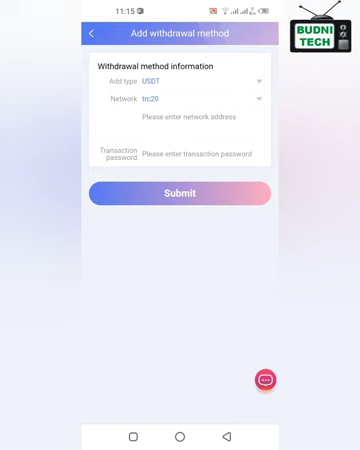 11:15
BUDNI
TECH
Add withdrawal method
Withdrawal method information
Add type USDT
Network trc20
Please enter network address
Transaction password Please enter transaction password
Submit